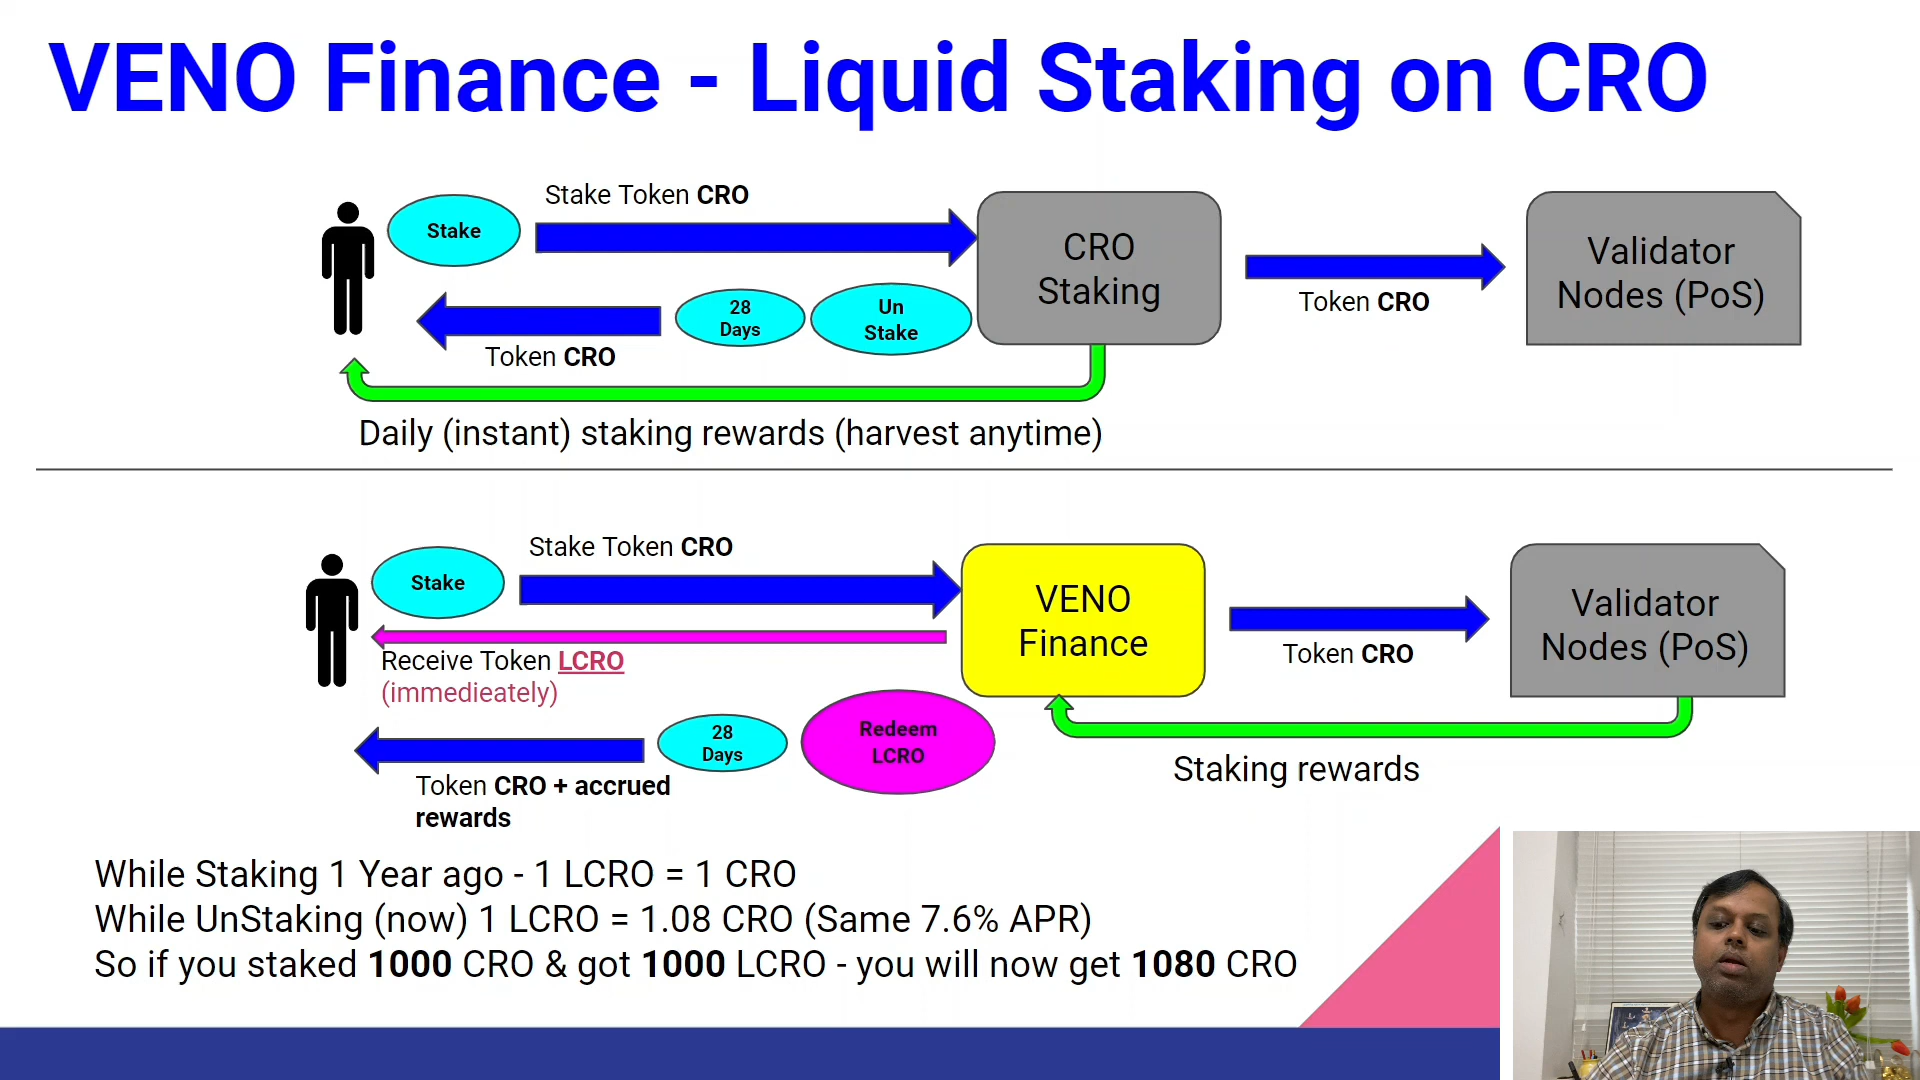 VENO Finance - Liquid Staking on CRO
Stake Token CRO
Stake
CRO
Staking
Validator
Nodes (PoS)
Token CRO
28
Days
Un
Stake
Token CRO
Daily (instant) staking rewards (harvest anytime)
Stake Token CRO
Stake
VENO
Finance
Validator
Nodes (PoS)
Token CRO
Receive Token LCRO
(immedieately)
28
Days
Redeem
LCRO
Staking rewards
Token CRO + accrued
rewards
While Staking 1 Year ago - 1 LCRO = 1 CRO
While UnStaking (now) 1 LCRO = 1.08 CRO (Same 7.6% APR)
So if you staked 1000 CRO & got 1000 LCRO - you will now get 1080 CRO